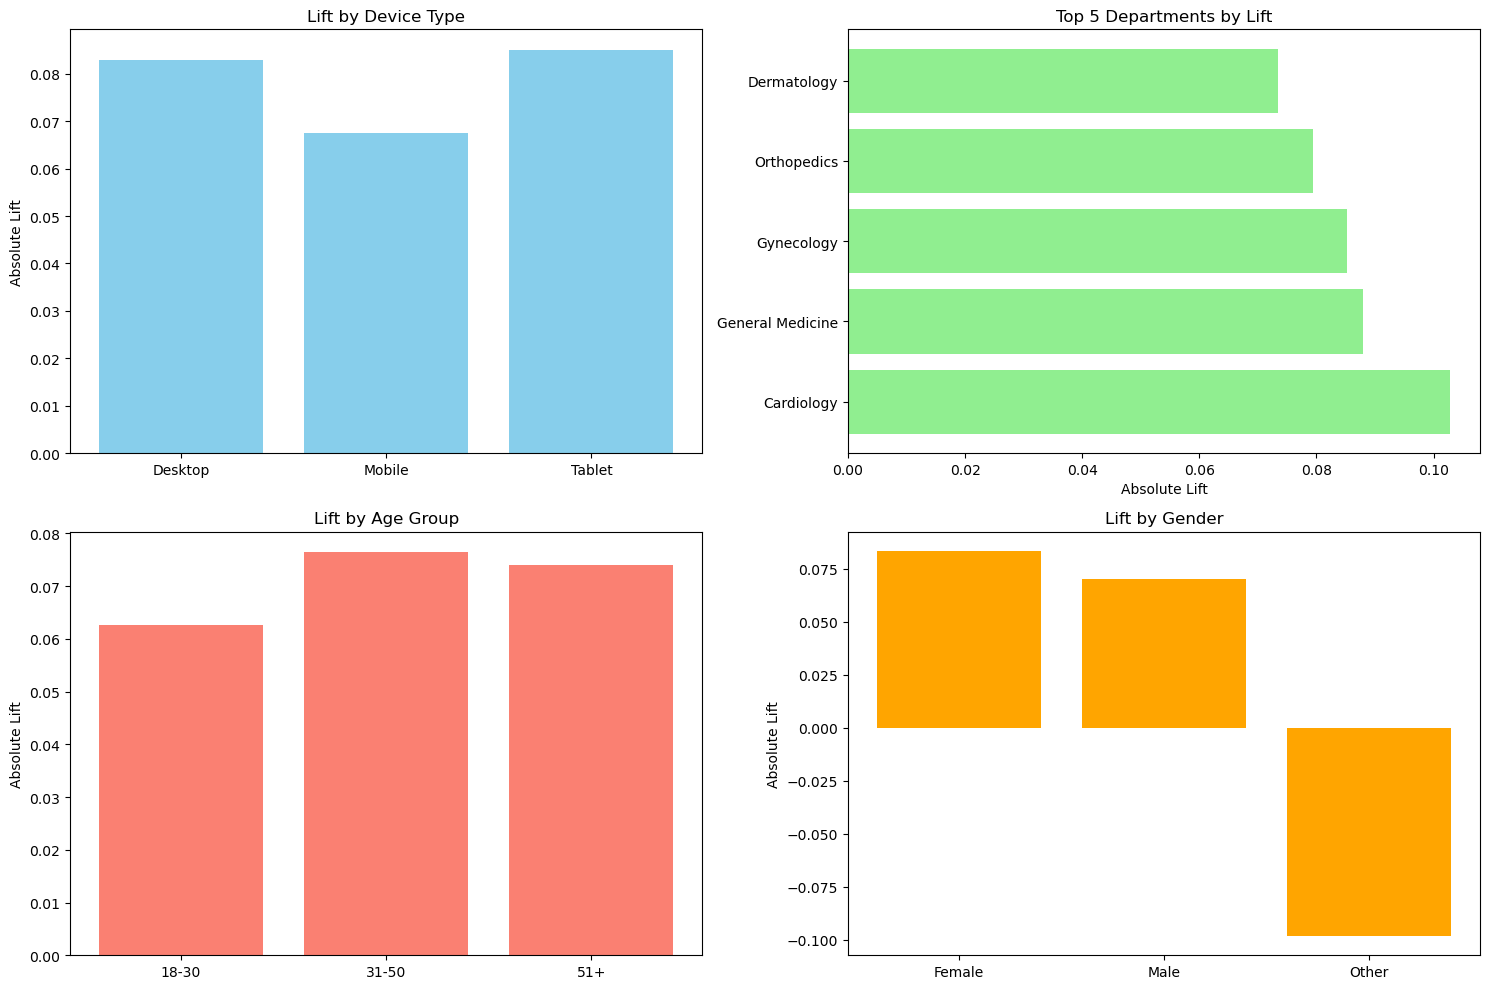 Lift by Device Type
Absolute Lift
0.08
0.07
0.06
0.05
0.04
0.03
0.02
0.01
0.00
Desktop Mobile Tablet
Top 5 Departments by Lift
Dermatology
Orthopedics
Gynecology
General Medicine
Cardiology
0.00 0.02 0.04 0.06 0.08 0.10
Absolute Lift
Lift by Age Group
Absolute Lift
0.08
0.07
0.06
0.05
0.04
0.03
0.02
0.01
0.00
18-30 31-50 51+
Lift by Gender
Absolute Lift
0.075
0.050
0.025
0.000
−0.025
−0.050
−0.075
−0.100
Female Male Other